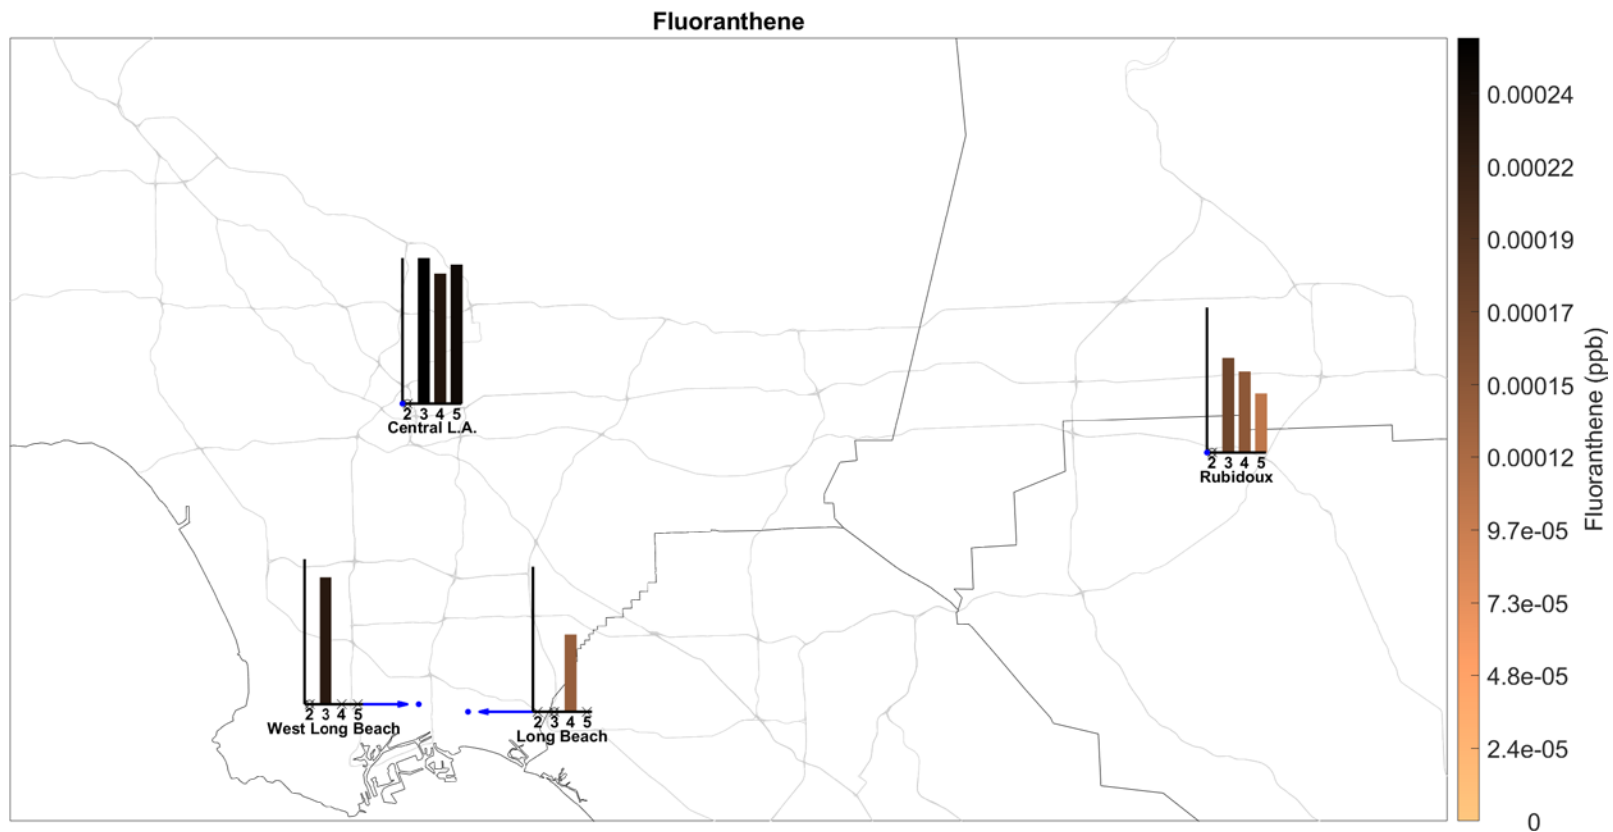 Fluoranthene
2 3 4 5
Central L.A.
2 3 4 5
Rubidoux
2 3 4 5
West Long Beach
2 3 4 5
Long Beach
0.00024
0.00022
0.00019
0.00017
0.00015
0.00012
9.7e-05
7.3e-05
4.8e-05
2.4e-05
0
Fluoranthene (ppb)